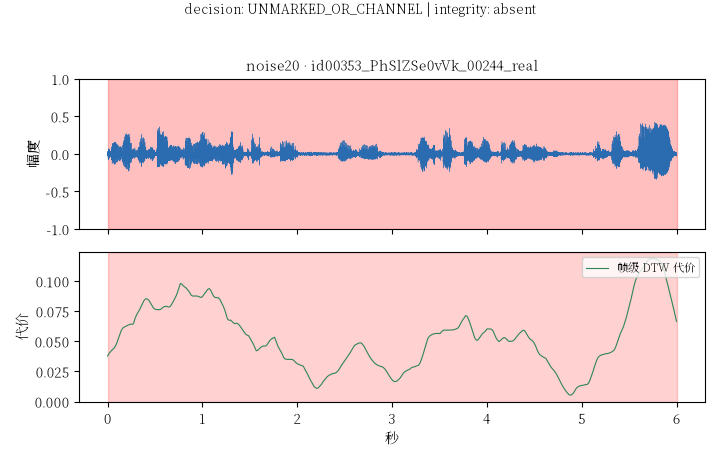 decision: UNMARKED_OR_CHANNEL | integrity: absent
noise20 · id00353_PhSlZSe0vVk_00244_real
1.0
0.5
0.0
-0.5
-1.0
幅度
帧级 DTW 代价
0.100
0.075
0.050
0.025
0.000
代价
0 1 2 3 4 5 6
秒